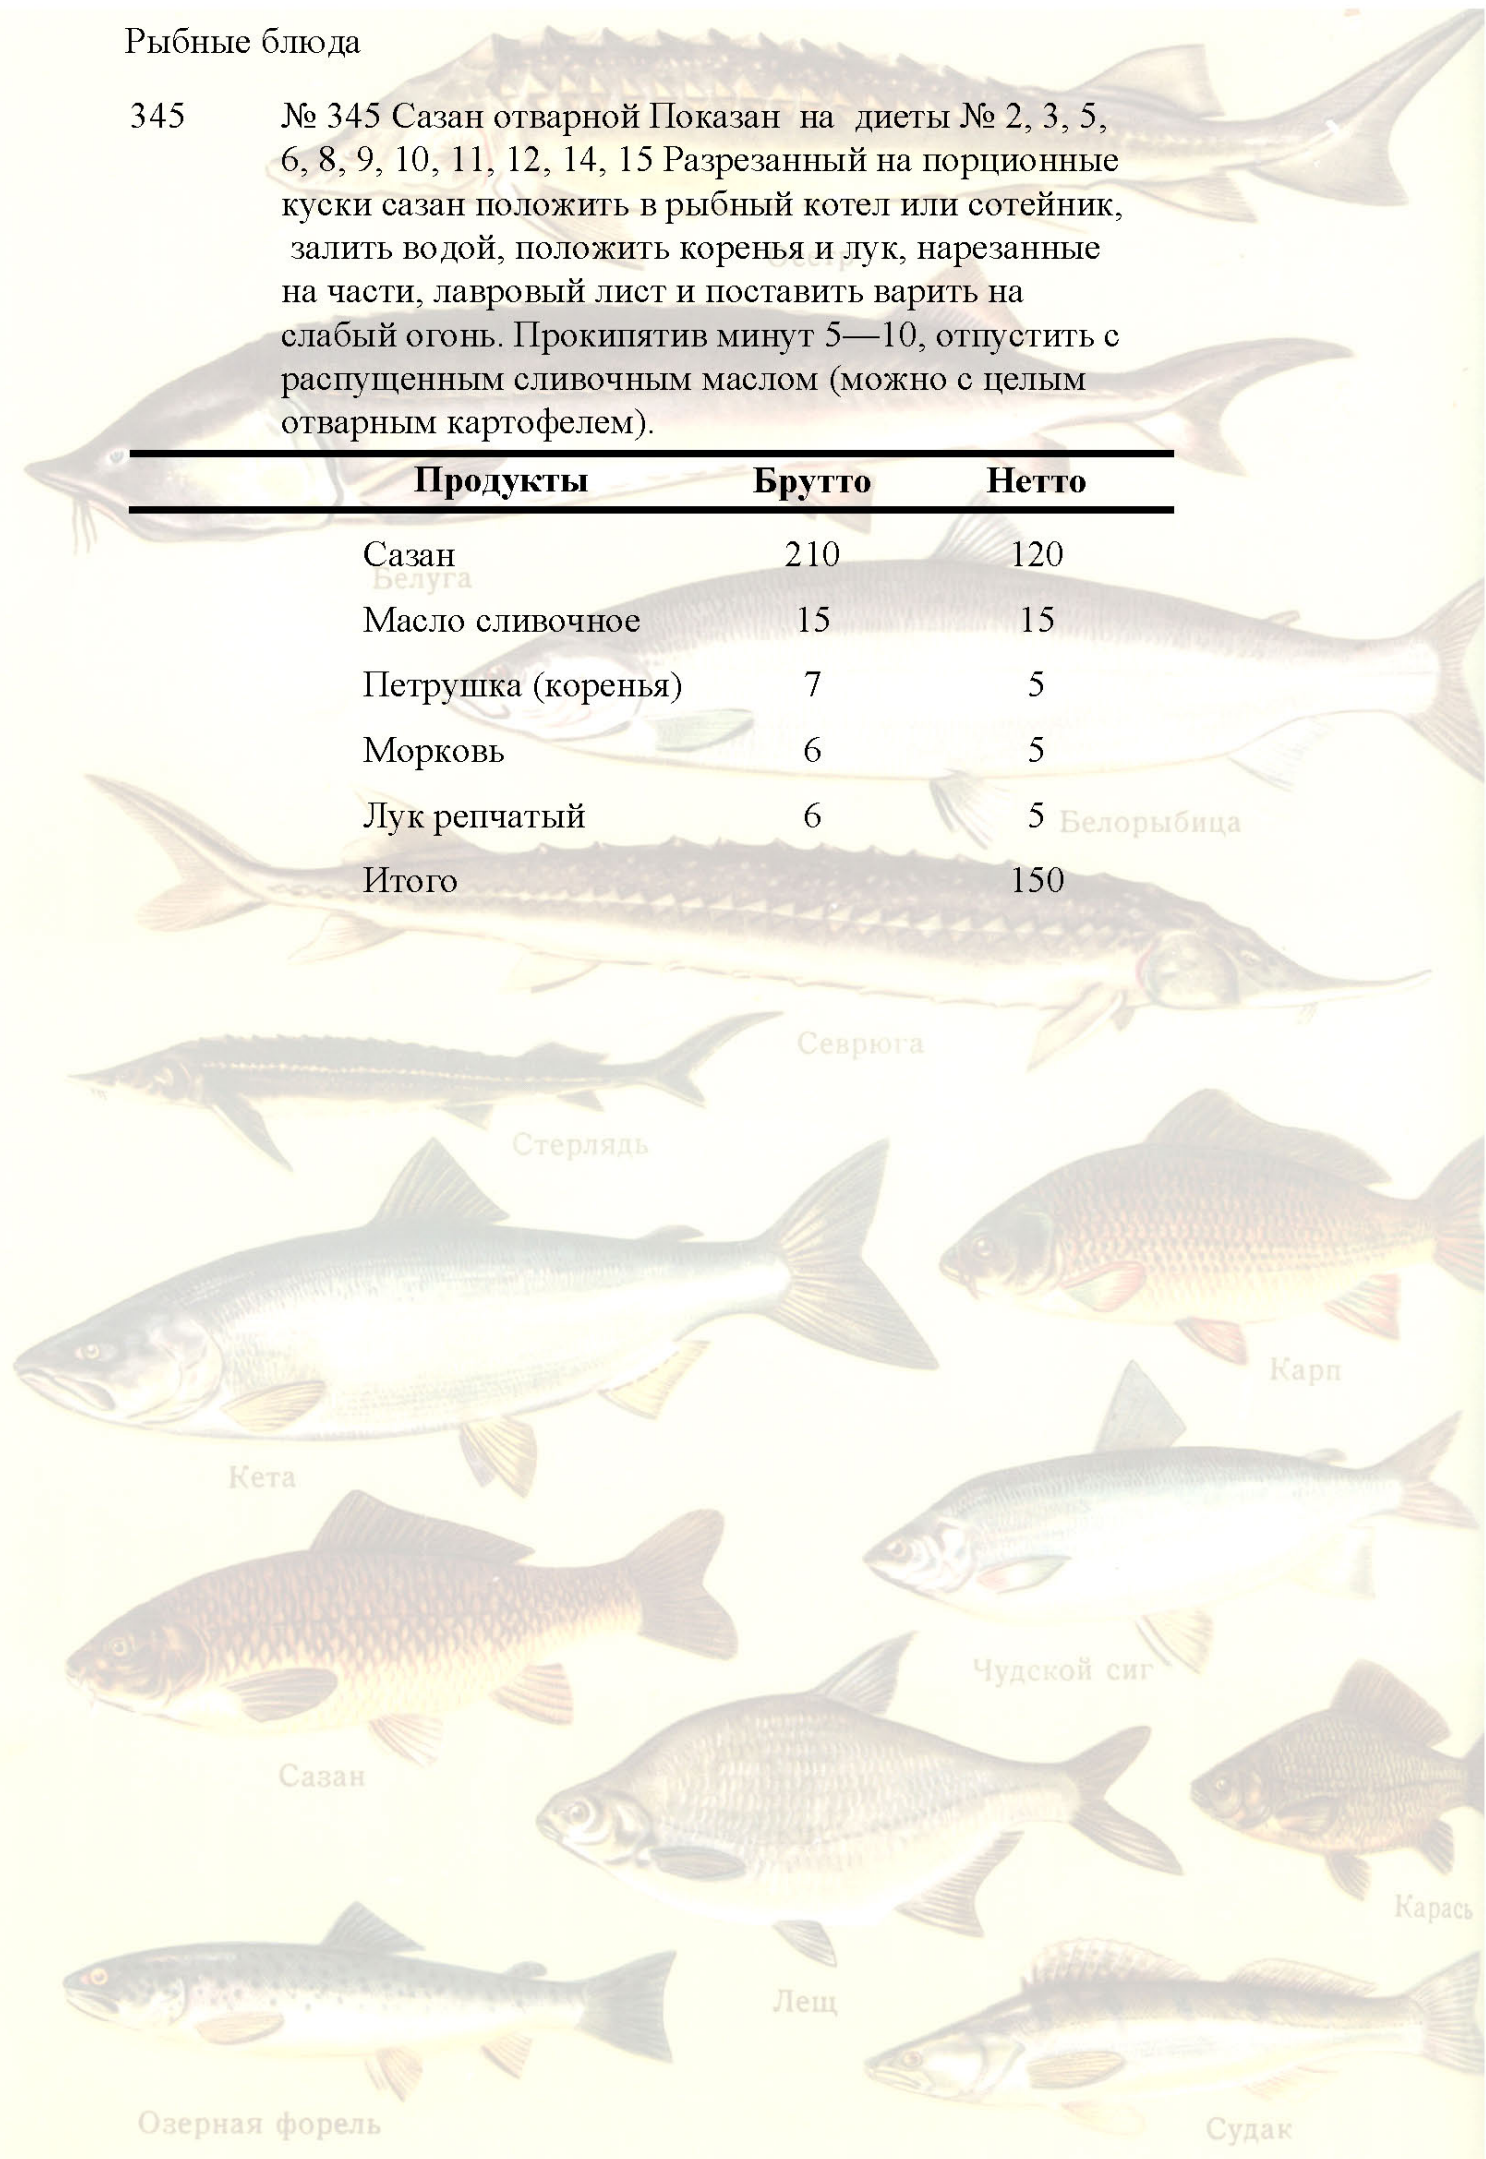 Рыбные блюда
345 № 345 Сазан отварной Показан на диеты № 2, 3, 5,
6, 8, 9, 10, 11, 12, 14, 15 Разрезанный на порционные
куски сазан положить в рыбный котел или сотейник,
залить водой, положить коренья и лук, нарезанные
на части, лавровый лист и поставить варить на
слабый огонь. Прокипятив минут 5—10, отпустить с
распущенным сливочным маслом (можно с целым
отварным картофелем).
Продукты Брутто Нетто
Сазан 210 120
Белуга
Масло сливочное 15 15
Петрушка (коренья) 7 5
Морковь 6 5
Лук репчатый 6 5
Белорыбица
Итого 150
Севрюга
Стерлядь
Карп
Кета
Чудской сиг
Сазан
Карась
Лещ
Озерная форель
Судак